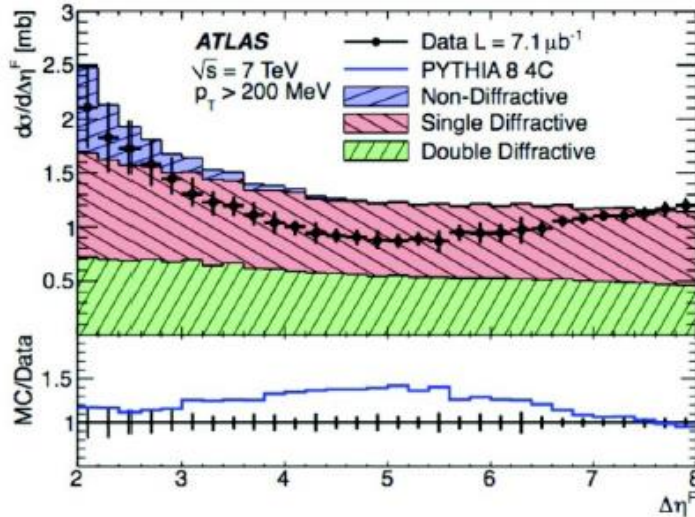 dσ/dΔη^F [mb]
3
2.5
2
1.5
1
0.5
ATLAS
√s = 7 TeV
p_T > 200 MeV
Data L = 7.1 μb⁻¹
PYTHIA 8 4C
Non-Diffractive
Single Diffractive
Double Diffractive
MC/Data
1.5
1
2 3 4 5 6 7 8
Δη^F